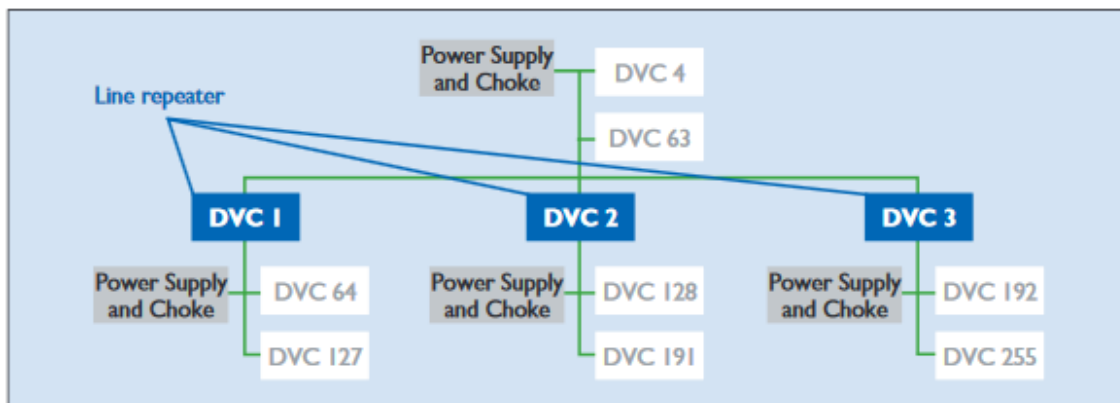 Power Supply
and Choke
DVC 4
Line repeater
DVC 63
DVC 1
DVC 2
DVC 3
Power Supply
and Choke
DVC 64
Power Supply
and Choke
DVC 128
Power Supply
and Choke
DVC 192
DVC 127
DVC 191
DVC 255